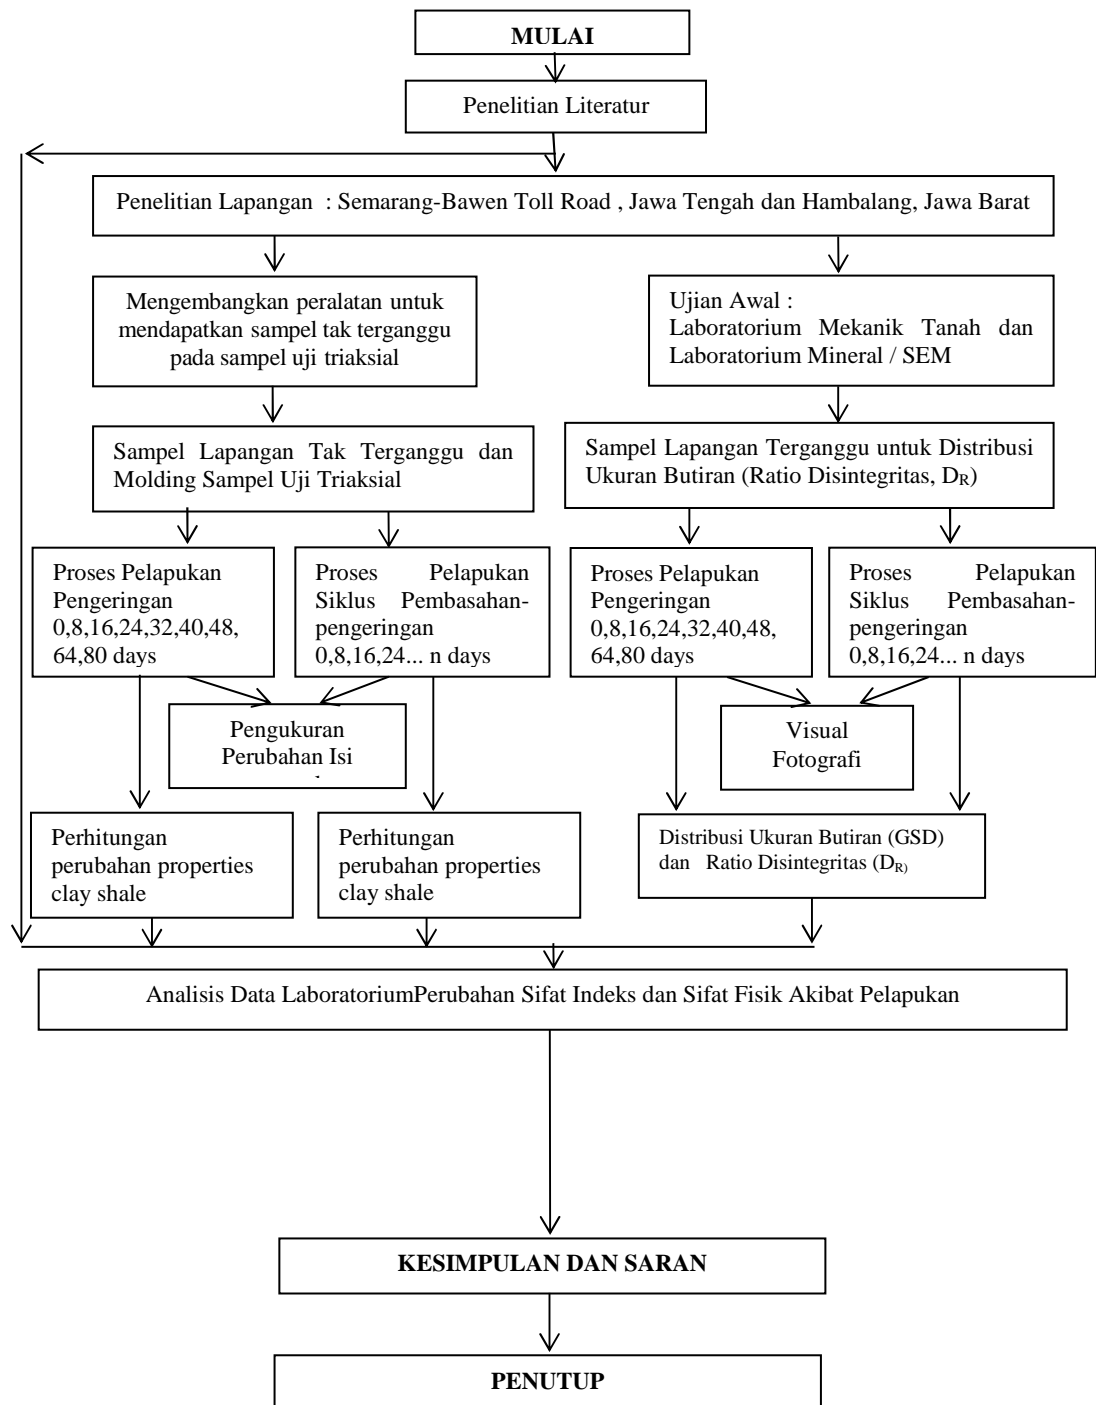 MULAI
Penelitian Literatur
Penelitian Lapangan : Semarang-Bawen Toll Road , Jawa Tengah dan Hambalang, Jawa Barat
Mengembangkan peralatan untuk
mendapatkan sampel tak terganggu
pada sampel uji triaksial
Ujian Awal :
Laboratorium Mekanik Tanah dan
Laboratorium Mineral / SEM
Sampel Lapangan Tak Terganggu dan
Molding Sampel Uji Triaksial
Sampel Lapangan Terganggu untuk Distribusi
Ukuran Butiran (Ratio Disintegritas, DR)
Proses Pelapukan
Pengeringan
0,8,16,24,32,40,48,
64,80 days
Proses Pelapukan
Siklus Pembasahan-
pengeringan
0,8,16,24... n days
Proses Pelapukan
Pengeringan
0,8,16,24,32,40,48,
64,80 days
Proses Pelapukan
Siklus Pembasahan-
pengeringan
0,8,16,24... n days
Pengukuran
Perubahan Isi
Visual
Fotografi
Perhitungan
perubahan properties
clay shale
Perhitungan
perubahan properties
clay shale
Distribusi Ukuran Butiran (GSD)
dan Ratio Disintegritas (DR)
Analisis Data LaboratoriumPerubahan Sifat Indeks dan Sifat Fisik Akibat Pelapukan
KESIMPULAN DAN SARAN
PENUTUP